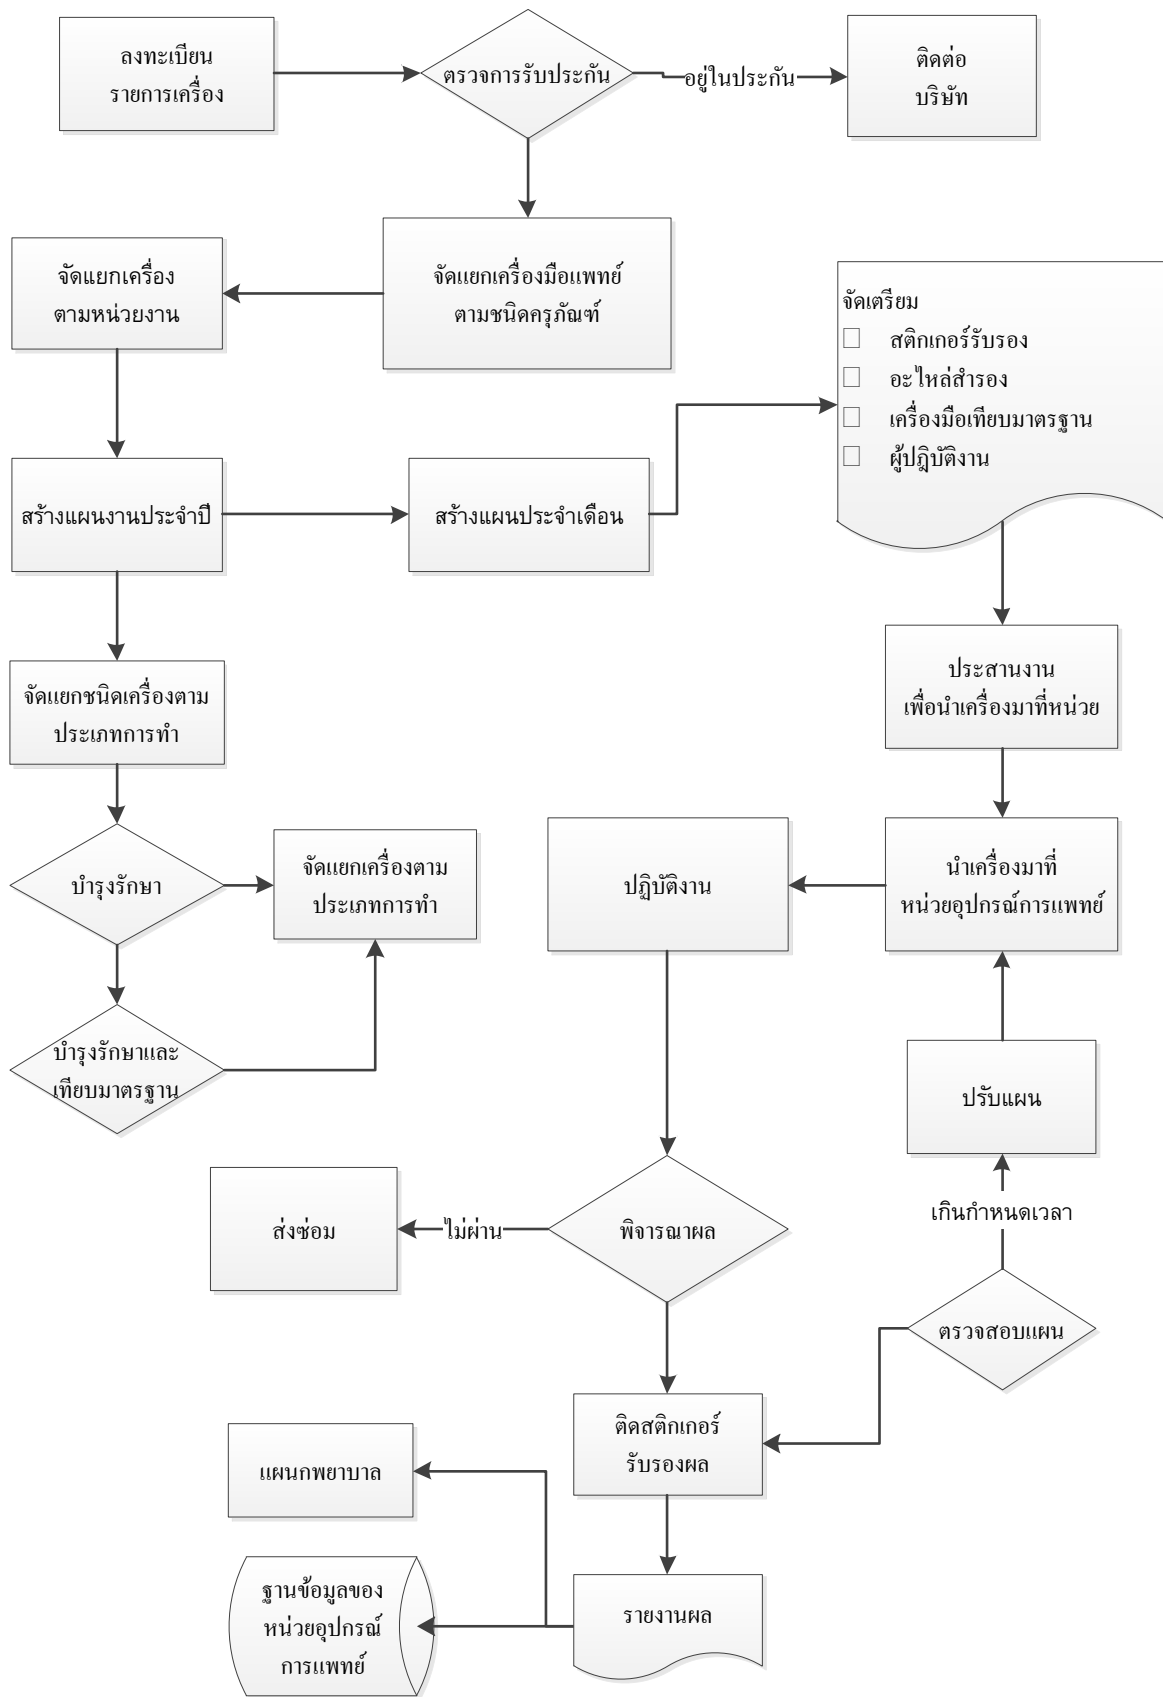 ลงทะเบียน
รายการเครื่อง
ตรวจการรับประกัน
อยู่ในประกัน
ติดต่อ
บริษัท
จัดแยกเครื่อง
ตามหน่วยงาน
จัดแยกเครื่องมือแพทย์
ตามชนิดครุภัณฑ์
จัดเตรียม
สติกเกอร์รับรอง
อะไหล่สำรอง
เครื่องมือเทียบมาตรฐาน
ผู้ปฎิบัติงาน
สร้างแผนงานประจำปี
สร้างแผนประจำเดือน
จัดแยกชนิดเครื่องตาม
ประเภทการทำ
ประสานงาน
เพื่อนำเครื่องมาที่หน่วย
บำรุงรักษา
จัดแยกเครื่องตาม
ประเภทการทำ
ปฏิบัติงาน
นำเครื่องมาที่
หน่วยอุปกรณ์การแพทย์
บำรุงรักษาและ
เทียบมาตรฐาน
ปรับแผน
เกินกำหนดเวลา
ส่งซ่อม
ไม่ผ่าน
พิจารณาผล
ตรวจสอบแผน
ติดสติกเกอร์
รับรองผล
แผนกพยาบาล
ฐานข้อมูลของ
หน่วยอุปกรณ์
การแพทย์
รายงานผล